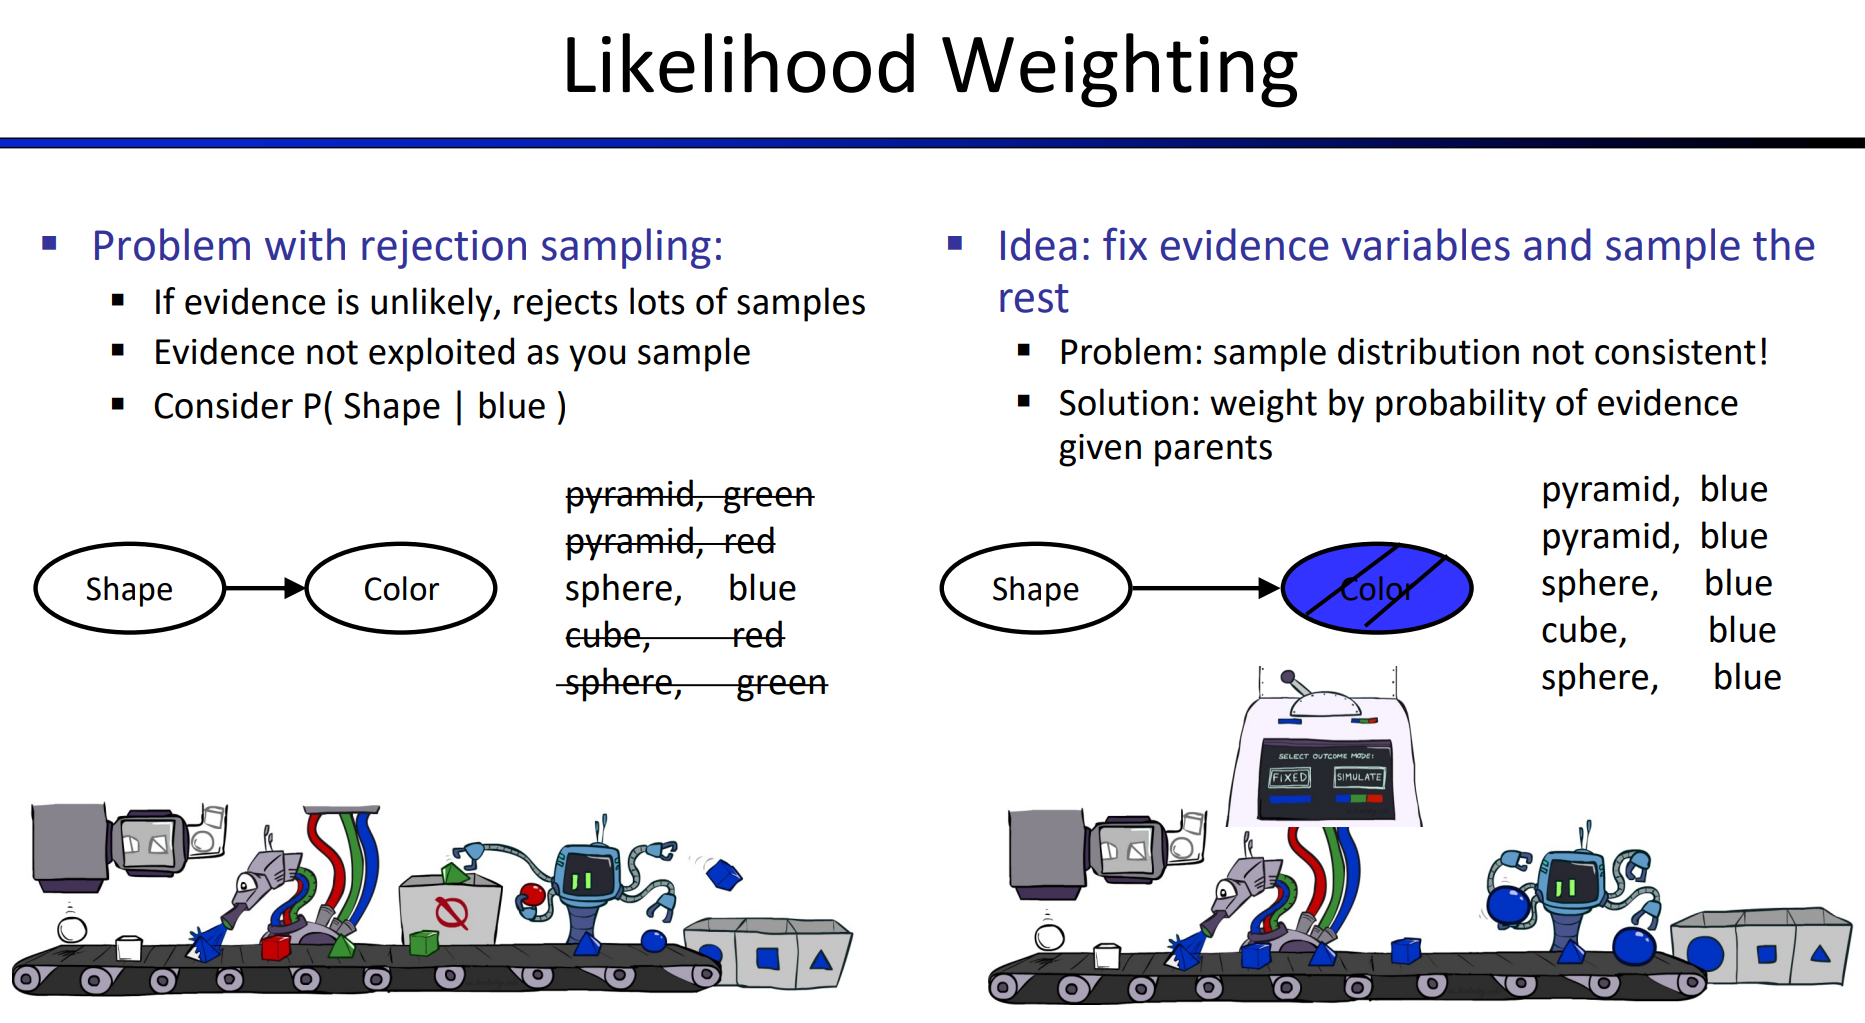 Likelihood Weighting
▪ Problem with rejection sampling:
▪ If evidence is unlikely, rejects lots of samples
▪ Evidence not exploited as you sample
▪ Consider P( Shape | blue )
Shape
Color
pyramid, green
pyramid, red
sphere, blue
cube, red
sphere, green
▪ Idea: fix evidence variables and sample the
rest
▪ Problem: sample distribution not consistent!
▪ Solution: weight by probability of evidence
given parents
Shape
Color
pyramid, blue
pyramid, blue
sphere, blue
cube, blue
sphere, blue
SELECT OUTCOME MODE:
FIXED SIMULATE